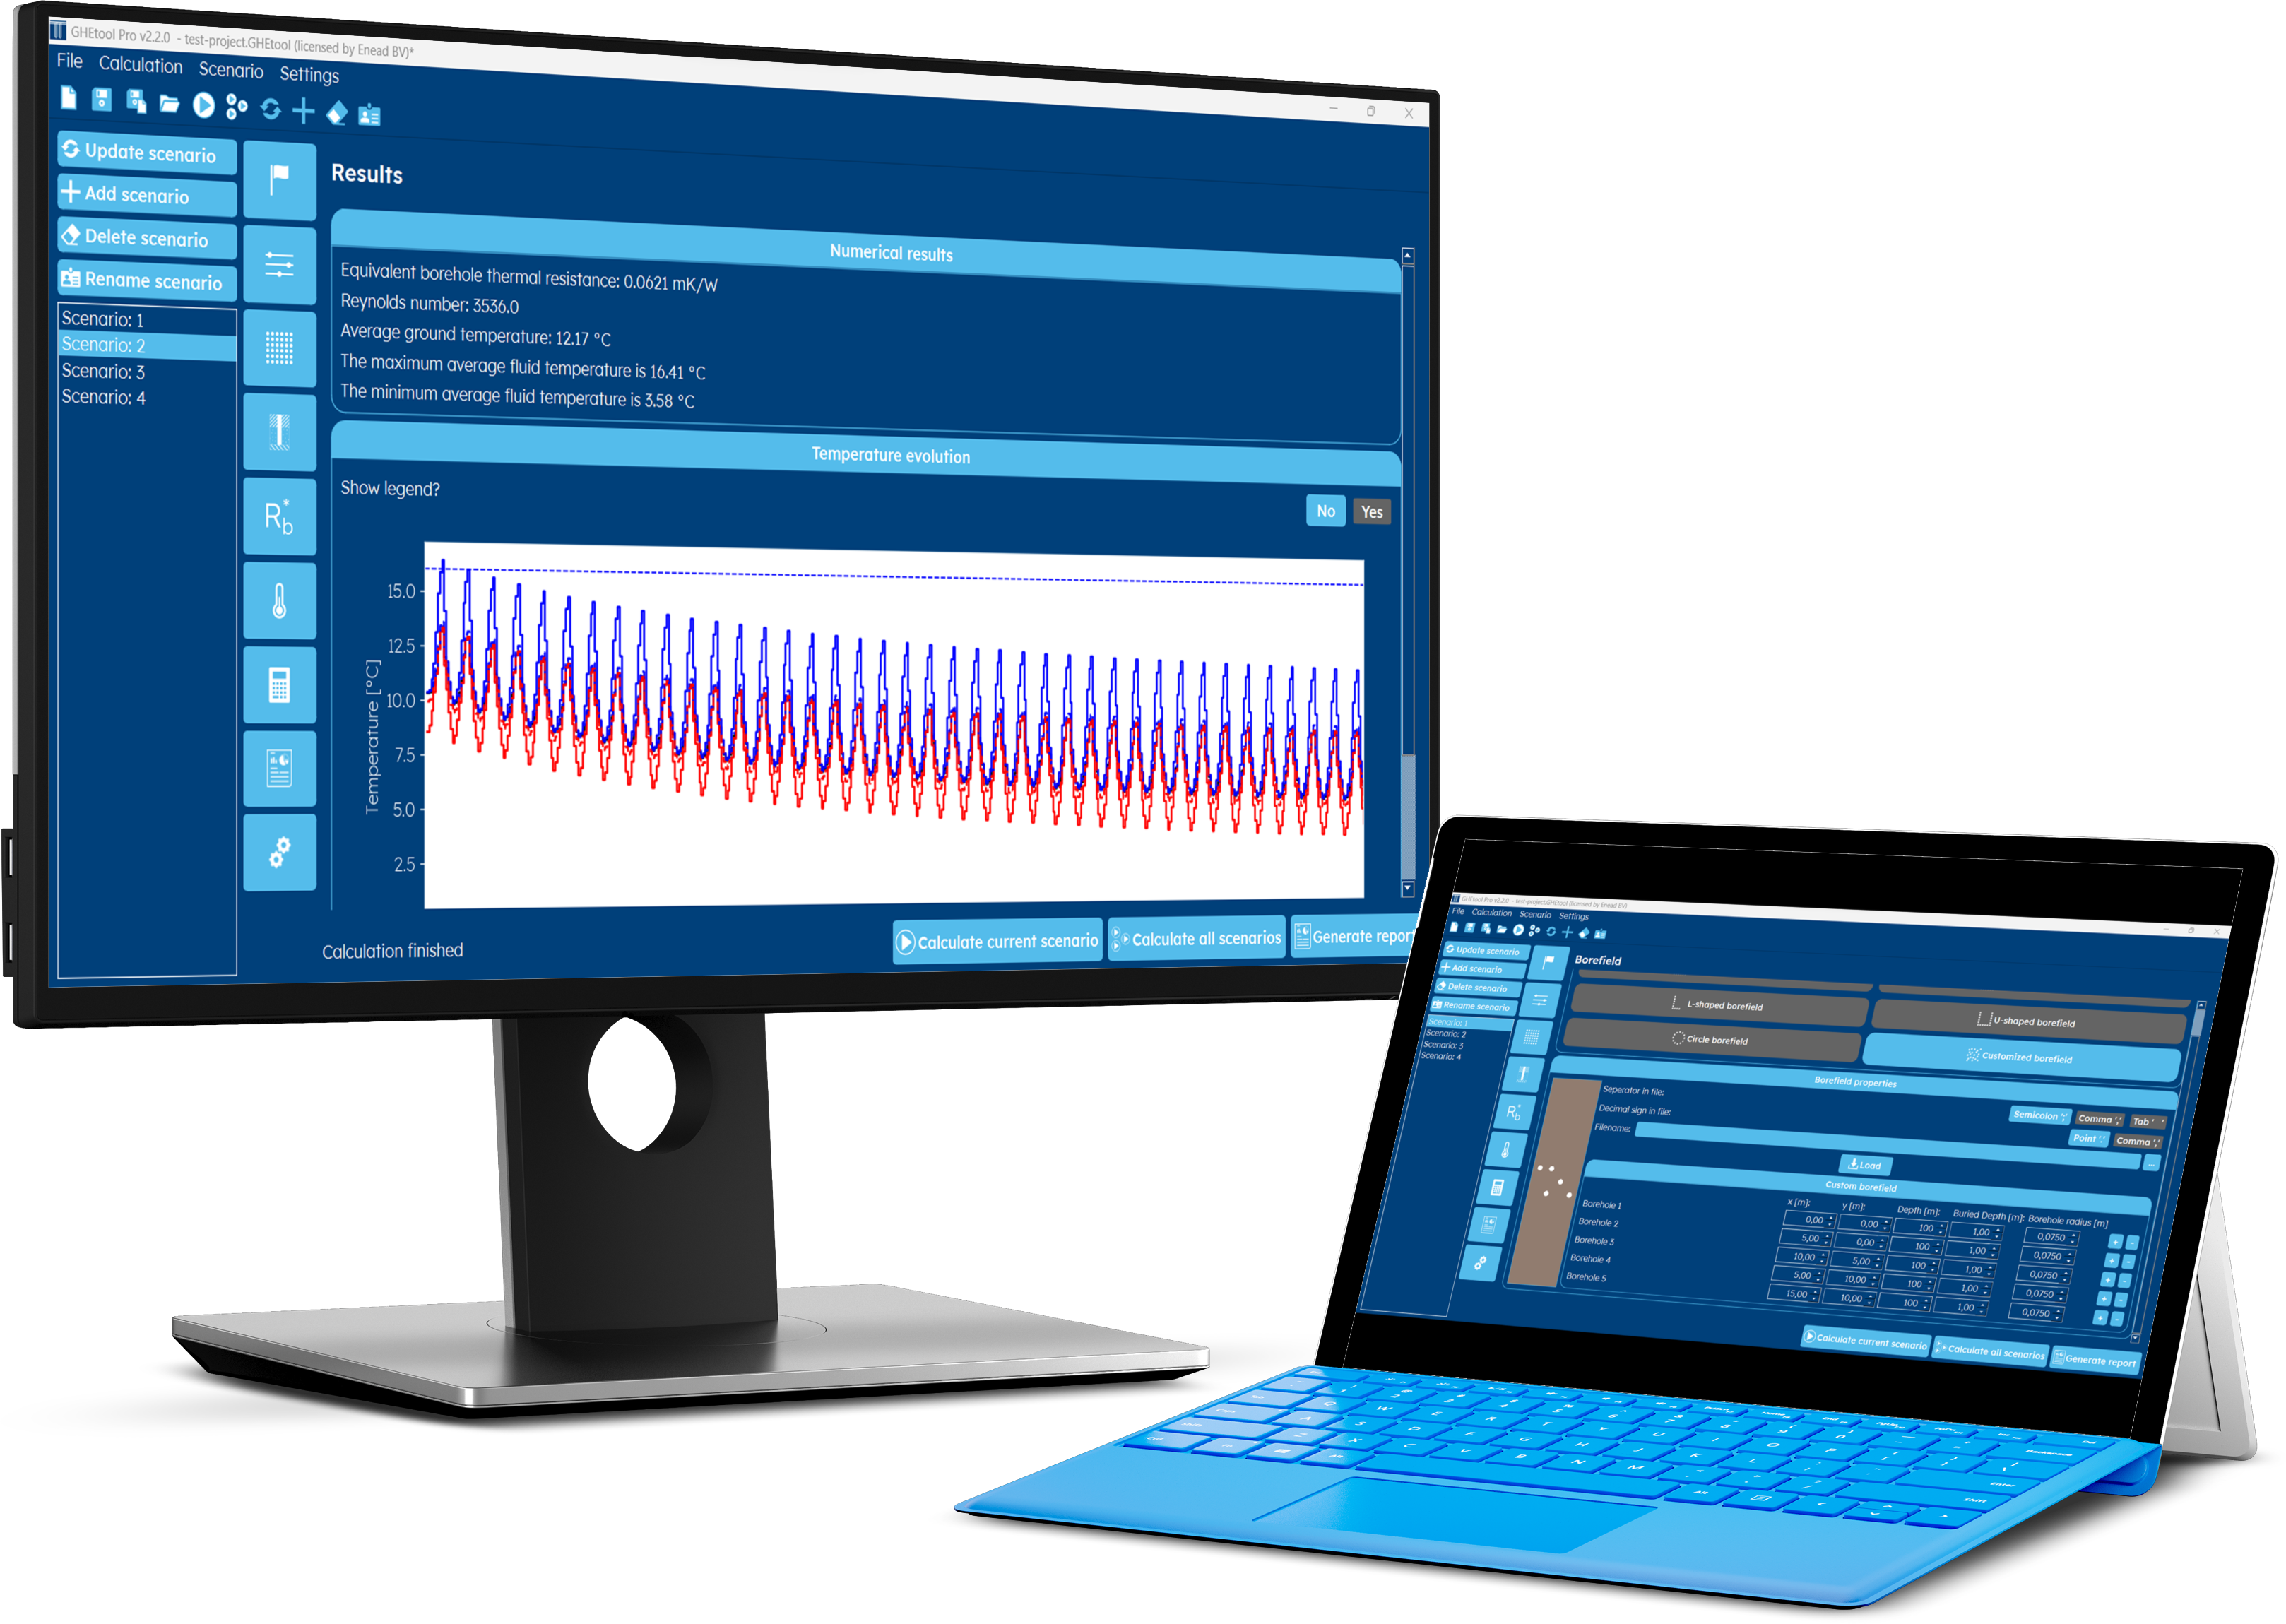 GHEtool Pro v2.2.0 - test-project.GHEtool (licensed by Enead BV)*
File Calculation Scenario Settings
Update scenario
Add scenario
Delete scenario
Rename scenario
Scenario: 1
Scenario: 2
Scenario: 3
Scenario: 4
R*b
Results
Numerical results
Equivalent borehole thermal resistance: 0.0621 mK/W
Reynolds number: 3536.0
Average ground temperature: 12.17 °C
The maximum average fluid temperature is 16.41 °C
The minimum average fluid temperature is 3.58 °C
Temperature evolution
Show legend?
No Yes
Temperature [°C]
15.0
12.5
10.0
7.5
5.0
2.5
Calculation finished
Calculate current scenario
Calculate all scenarios
Generate report
GHEtool Pro v2.2.0 - test-project.GHEtool (licensed by Enead BV)
File Calculation Scenario Settings
Update scenario
Add scenario
Delete scenario
Rename scenario
Scenario: 1
Scenario: 2
Scenario: 3
Scenario: 4
R*b
Borefield
L-shaped borefield
U-shaped borefield
Circle borefield
Customized borefield
Borefield properties
Seperator in file:
Semicolon ';' Comma ',' Tab ' '
Decimal sign in file:
Point '.' Comma ','
Filename:
...
Load
Custom borefield
x [m]: y [m]: Depth [m]: Buried Depth [m]: Borehole radius [m]
Borehole 1 0,00 0,00 100 1,00 0,0750 + -
Borehole 2 5,00 0,00 100 1,00 0,0750 + -
Borehole 3 10,00 5,00 100 1,00 0,0750 + -
Borehole 4 5,00 10,00 100 1,00 0,0750 + -
Borehole 5 15,00 10,00 100 1,00 0,0750 + -
Calculate current scenario
Calculate all scenarios
Generate report
Q W E R T Y U I O P
A S D F G H J K L
Z X C V B N M